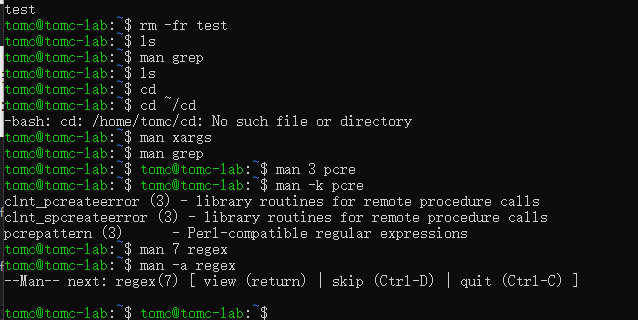 test
tomc@tomc-lab:~$ rm -fr test
tomc@tomc-lab:~$ ls
tomc@tomc-lab:~$ man grep
tomc@tomc-lab:~$ ls
tomc@tomc-lab:~$ cd
tomc@tomc-lab:~$ cd ~/cd
-bash: cd: /home/tomc/cd: No such file or directory
tomc@tomc-lab:~$ man xargs
tomc@tomc-lab:~$ man grep
tomc@tomc-lab:~$ tomc@tomc-lab:~$ man 3 pcre
tomc@tomc-lab:~$ tomc@tomc-lab:~$ man -k pcre
clnt_pcreateerror (3) - library routines for remote procedure calls
clnt_spcreateerror (3) - library routines for remote procedure calls
pcrepattern (3)      - Perl-compatible regular expressions
tomc@tomc-lab:~$ man 7 regex
tomc@tomc-lab:~$ man -a regex
--Man-- next: regex(7) [ view (return) | skip (Ctrl-D) | quit (Ctrl-C) ]
tomc@tomc-lab:~$ tomc@tomc-lab:~$